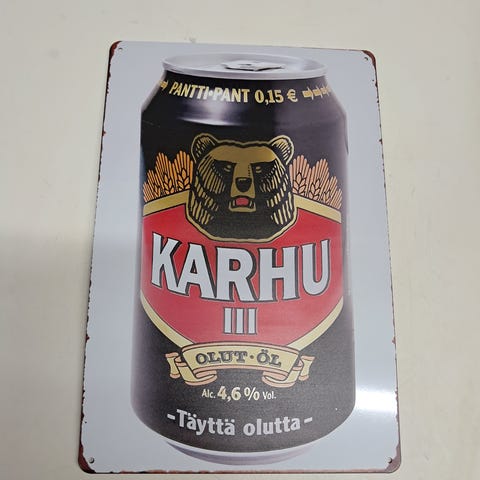 PANTTI•PANT 0,15 €
KARHU
III
OLUT•ÖL
Alc. 4,6 % Vol.
-Täyttä olutta-